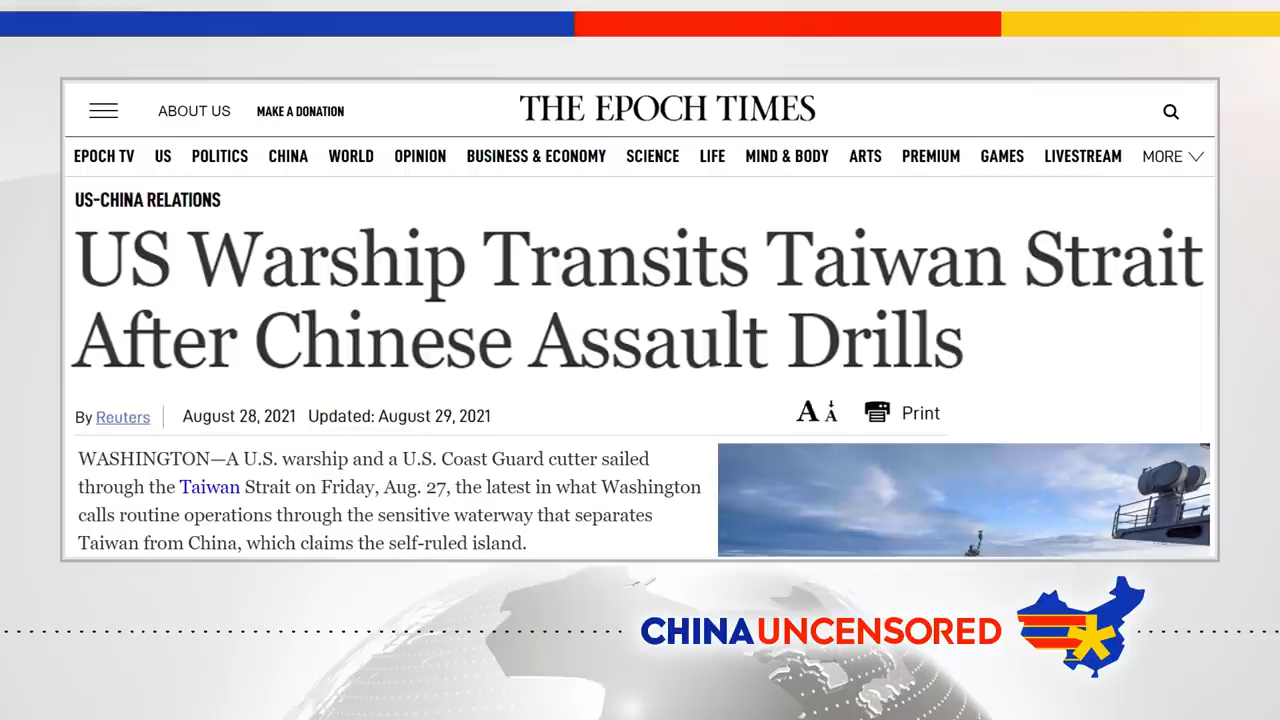 ABOUT US MAKE A DONATION THE EPOCH TIMES
EPOCH TV US POLITICS CHINA WORLD OPINION BUSINESS & ECONOMY SCIENCE LIFE MIND & BODY ARTS PREMIUM GAMES LIVESTREAM MORE
US-CHINA RELATIONS
US Warship Transits Taiwan Strait
After Chinese Assault Drills
By Reuters August 28, 2021 Updated: August 29, 2021 A A Print
WASHINGTON—A U.S. warship and a U.S. Coast Guard cutter sailed
through the Taiwan Strait on Friday, Aug. 27, the latest in what Washington
calls routine operations through the sensitive waterway that separates
Taiwan from China, which claims the self-ruled island.
CHINA UNCENSORED